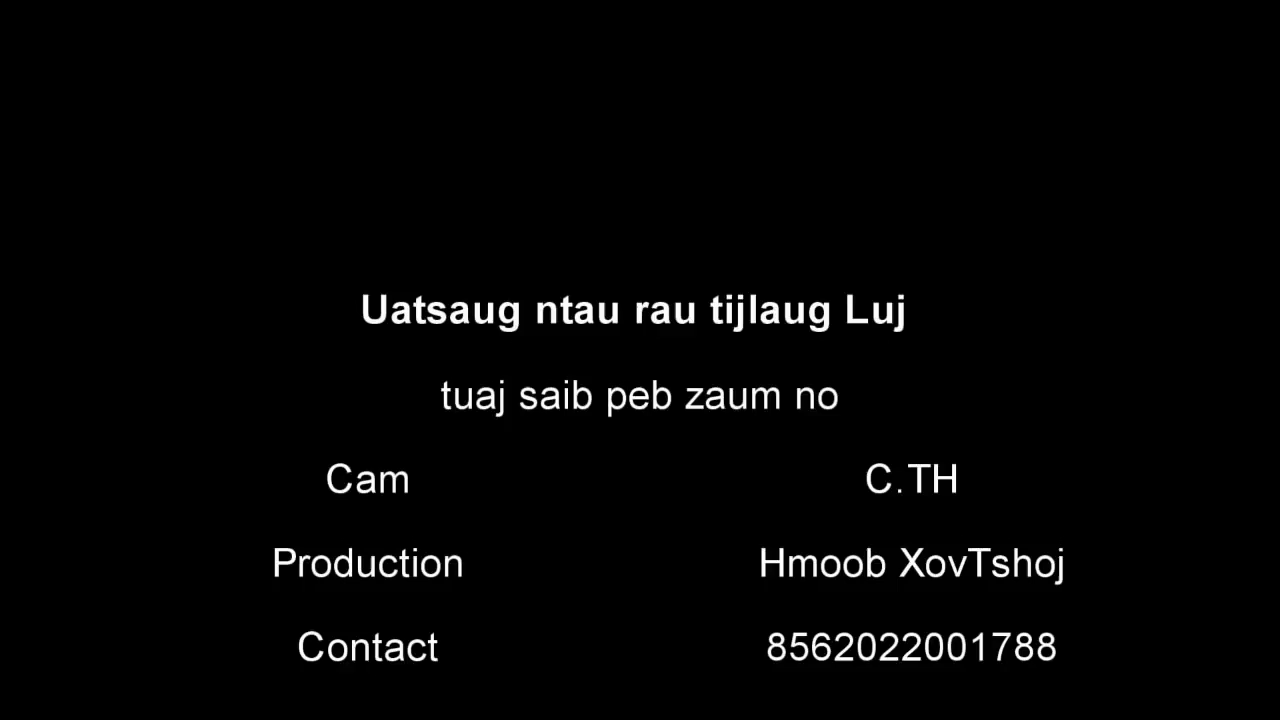 Uatsaug ntau rau tijlaug Luj
tuaj saib peb zaum no
Cam C.TH
Production Hmoob XovTshoj
Contact 8562022001788